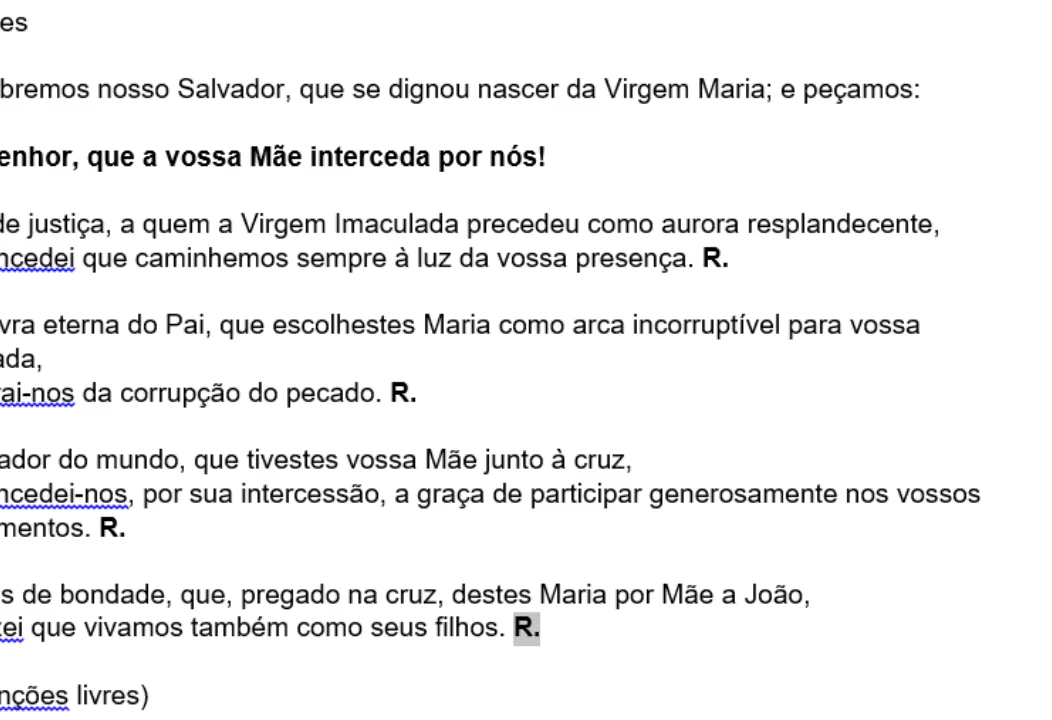 es
bremos nosso Salvador, que se dignou nascer da Virgem Maria; e peçamos:
enhor, que a vossa Mãe interceda por nós!
de justiça, a quem a Virgem Imaculada precedeu como aurora resplandecente,
ncedei que caminhemos sempre à luz da vossa presença. R.
vra eterna do Pai, que escolhestes Maria como arca incorruptível para vossa
ada,
rai-nos da corrupção do pecado. R.
ador do mundo, que tivestes vossa Mãe junto à cruz,
ncedei-nos, por sua intercessão, a graça de participar generosamente nos vossos
mentos. R.
s de bondade, que, pregado na cruz, destes Maria por Mãe a João,
zei que vivamos também como seus filhos. R.
nções livres)